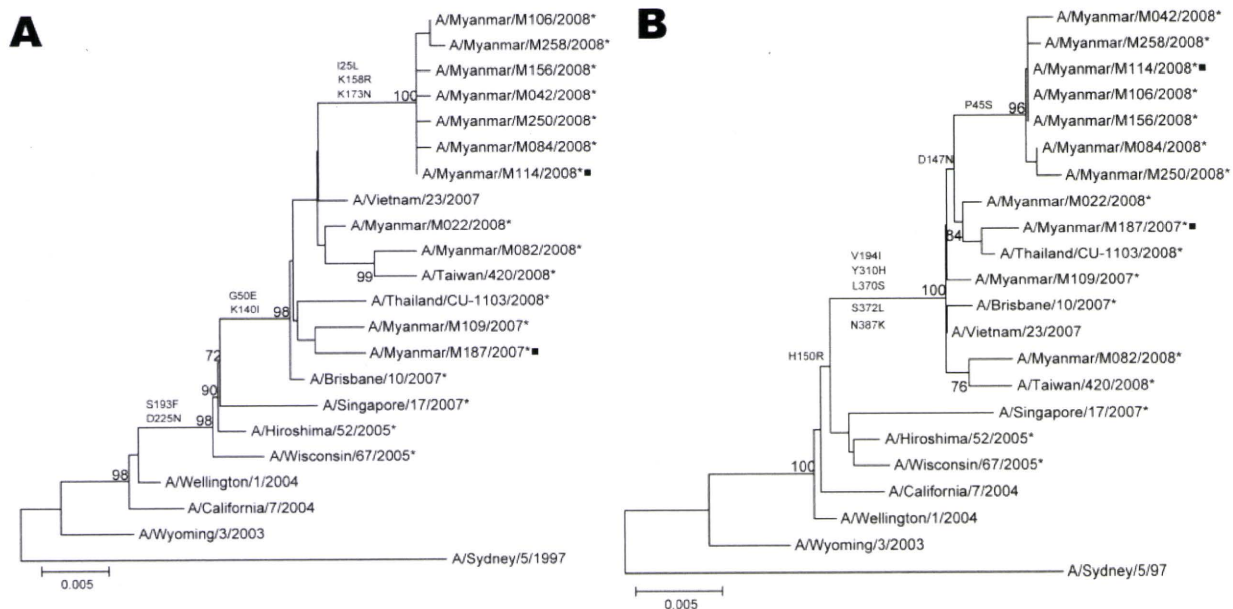 A
A/Myanmar/M106/2008*
A/Myanmar/M258/2008*
I25L
K158R
K173N
A/Myanmar/M156/2008*
100
A/Myanmar/M042/2008*
A/Myanmar/M250/2008*
A/Myanmar/M084/2008*
A/Myanmar/M114/2008*■
A/Vietnam/23/2007
A/Myanmar/M022/2008*
A/Myanmar/M082/2008*
99
A/Taiwan/420/2008*
G50E
K140I
98
A/Thailand/CU-1103/2008*
A/Myanmar/M109/2007*
72
A/Myanmar/M187/2007*■
A/Brisbane/10/2007*
90
S193F
D225N
A/Singapore/17/2007*
98
A/Hiroshima/52/2005*
A/Wisconsin/67/2005*
98
A/Wellington/1/2004
A/California/7/2004
A/Wyoming/3/2003
A/Sydney/5/1997
0.005
B
A/Myanmar/M042/2008*
A/Myanmar/M258/2008*
A/Myanmar/M114/2008*■
P45S
96
A/Myanmar/M106/2008*
A/Myanmar/M156/2008*
A/Myanmar/M084/2008*
D147N
A/Myanmar/M250/2008*
A/Myanmar/M022/2008*
84
A/Myanmar/M187/2007*■
A/Thailand/CU-1103/2008*
V194I
Y310H
L370S
A/Myanmar/M109/2007*
100
S372L
N387K
A/Brisbane/10/2007*
A/Vietnam/23/2007
H150R
A/Myanmar/M082/2008*
76
A/Taiwan/420/2008*
A/Singapore/17/2007*
A/Hiroshima/52/2005*
100
A/Wisconsin/67/2005*
A/California/7/2004
A/Wellington/1/2004
A/Wyoming/3/2003
A/Sydney/5/97
0.005